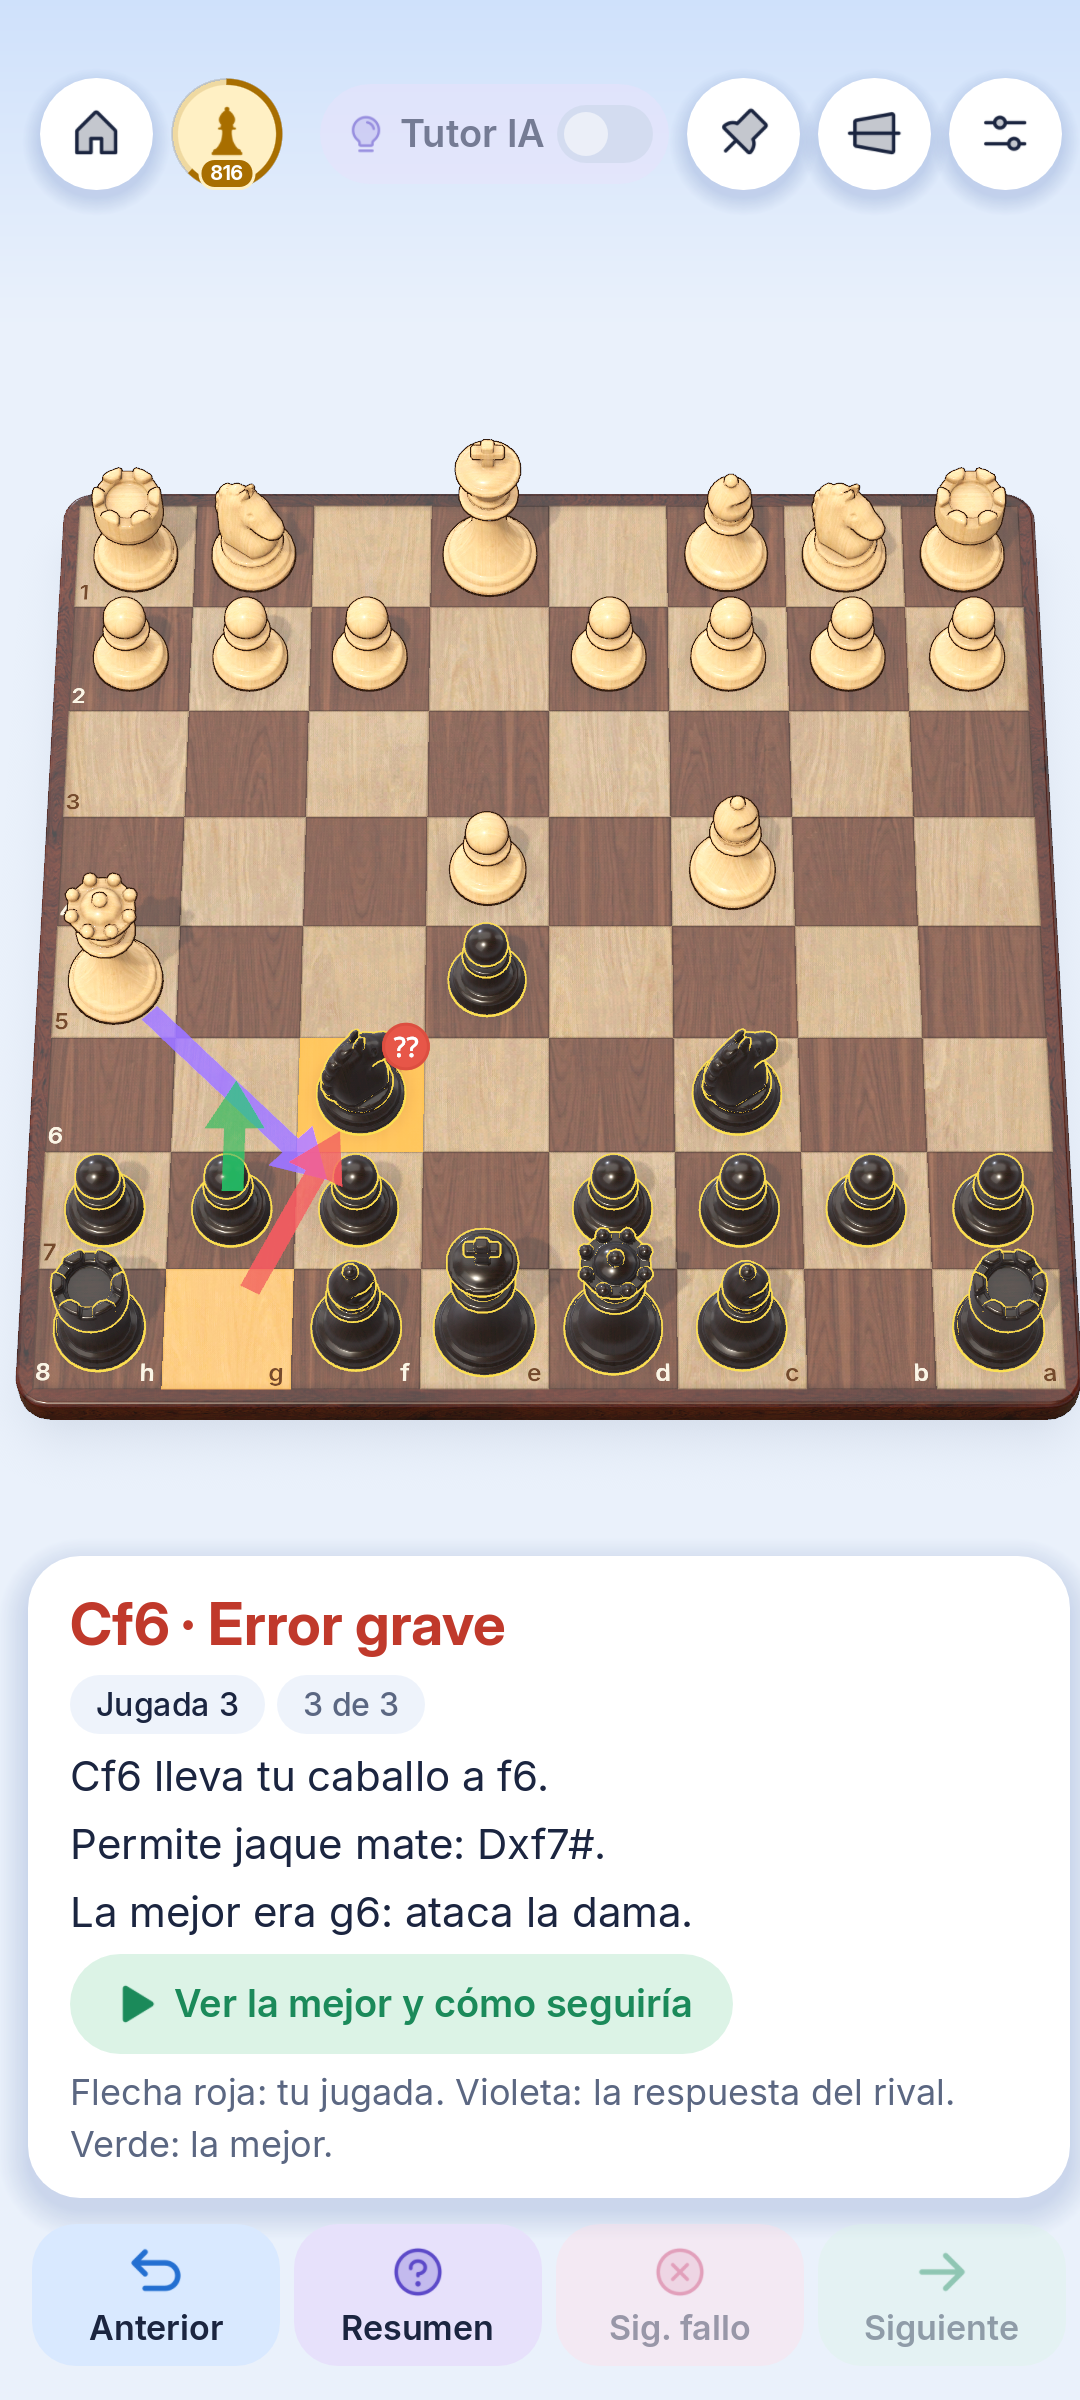 816
Tutor IA
1
2
3
4
5
??
6
7
8 h g f e d c b a
Cf6 · Error grave
Jugada 3 3 de 3
Cf6 lleva tu caballo a f6.
Permite jaque mate: Dxf7#.
La mejor era g6: ataca la dama.
Ver la mejor y cómo seguiría
Flecha roja: tu jugada. Violeta: la respuesta del rival.
Verde: la mejor.
Anterior Resumen Sig. fallo Siguiente